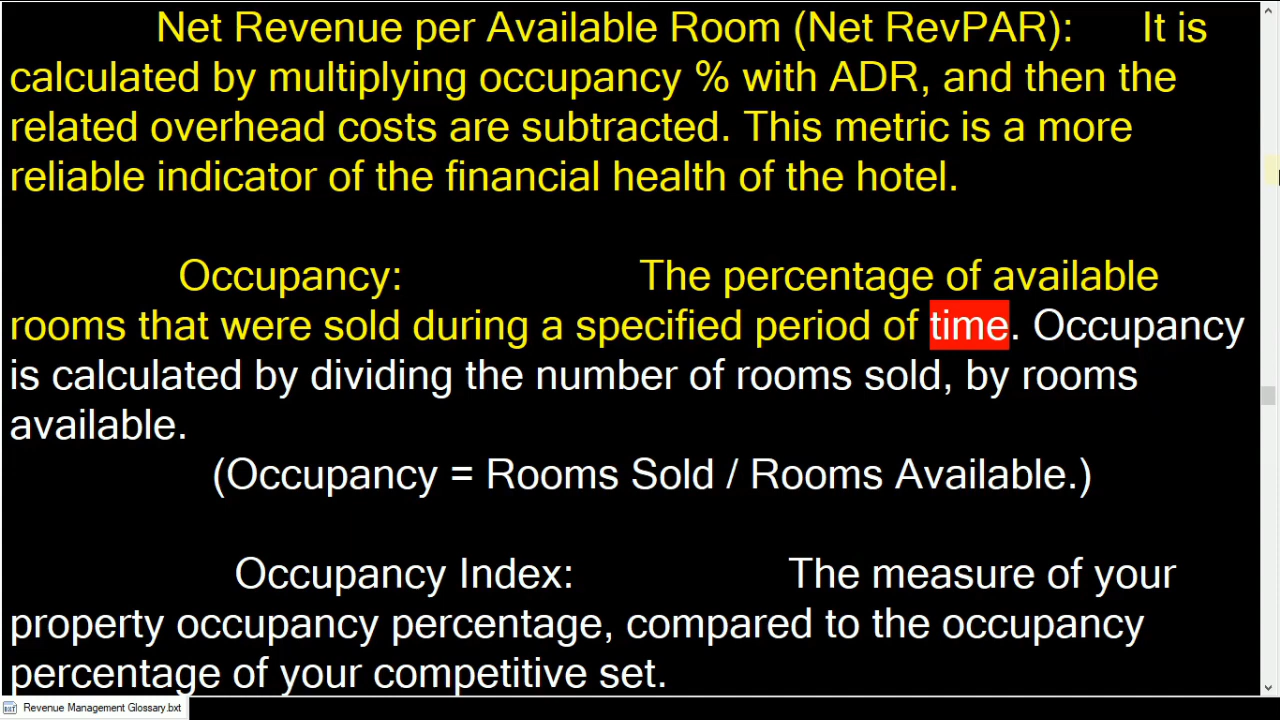 Net Revenue per Available Room (Net RevPAR): It is
calculated by multiplying occupancy % with ADR, and then the
related overhead costs are subtracted. This metric is a more
reliable indicator of the financial health of the hotel.
Occupancy: The percentage of available
rooms that were sold during a specified period of time. Occupancy
is calculated by dividing the number of rooms sold, by rooms
available.
(Occupancy = Rooms Sold / Rooms Available.)
Occupancy Index: The measure of your
property occupancy percentage, compared to the occupancy
percentage of your competitive set.
Revenue Management Glossary.bxt